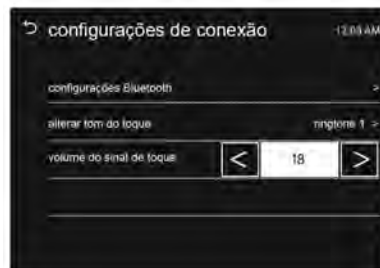 configurações de conexão 12:00 AM
configurações Bluetooth >
alterar tom do toque ringtone 1 >
volume do sinal de toque < 18 >